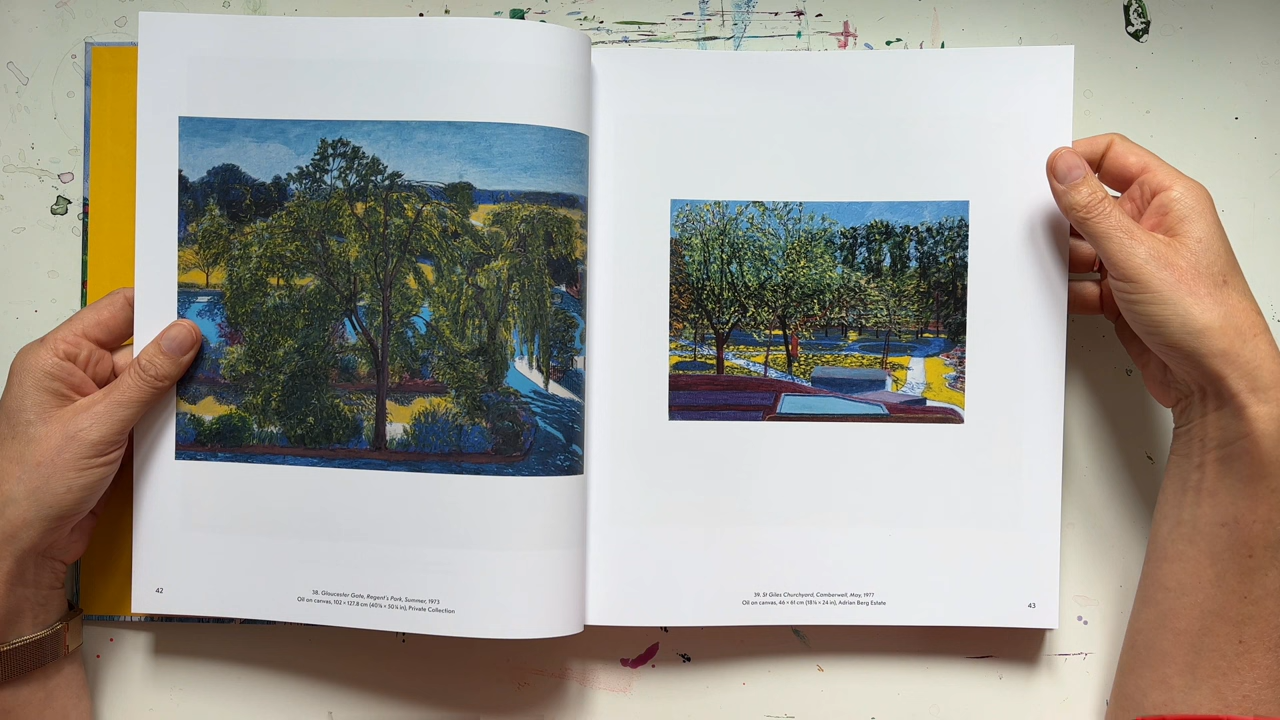 42
38. Gloucester Gate, Regent's Park, Summer, 1973
Oil on canvas, 102 × 127.8 cm (40⅛ × 50¼ in), Private Collection
39. St Giles Churchyard, Camberwell, May, 1977
Oil on canvas, 46 × 61 cm (18⅛ × 24 in), Adrian Berg Estate
43